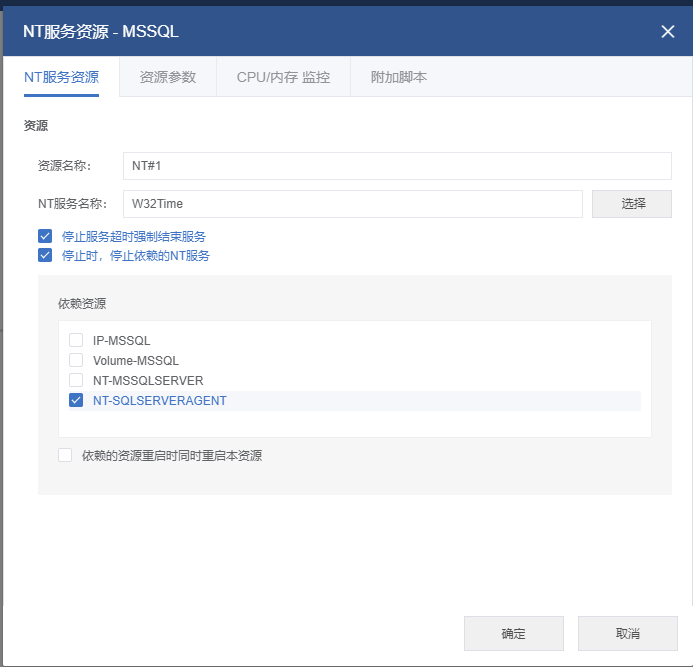 NT服务资源 - MSSQL
NT服务资源 资源参数 CPU/内存 监控 附加脚本
资源
资源名称： NT#1
NT服务名称： W32Time 选择
停止服务超时强制结束服务
停止时，停止依赖的NT服务
依赖资源
IP-MSSQL
Volume-MSSQL
NT-MSSQLSERVER
NT-SQLSERVERAGENT
依赖的资源重启时同时重启本资源
确定 取消